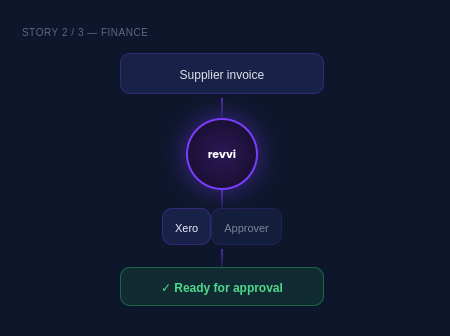 STORY 2 / 3 — FINANCE
Supplier invoice
revvi
Xero Approver
✓ Ready for approval